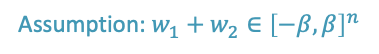 Assumption: w₁ + w₂ ∈ [−β, β]ⁿ